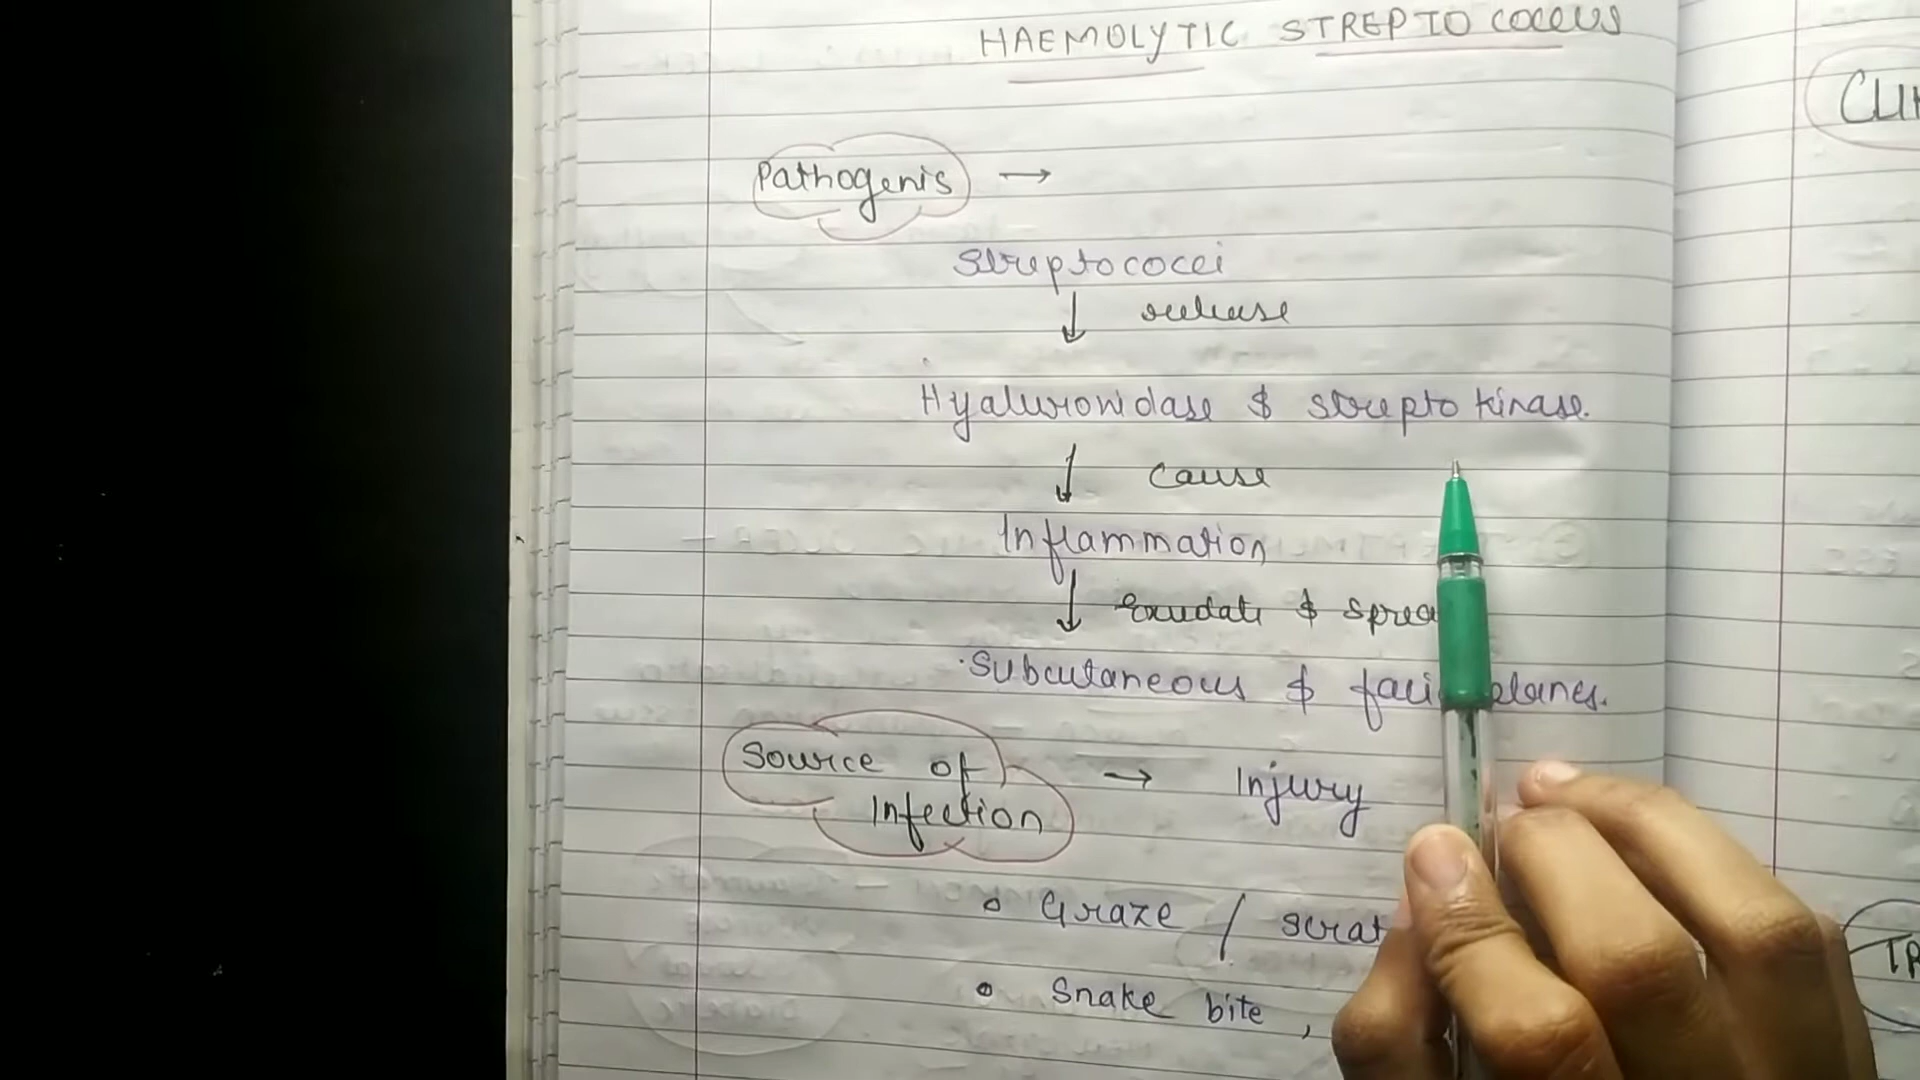 HAEMOLYTIC STREPTOCOCCUS
CLI
Pathogenis →
Streptococci
↓ release
Hyaluronidase & streptokinase.
↓ cause
Inflammation
↓ Exudate & sprea
Subcutaneous & faci planes.
Source of → Injury
Infection
Graze / scrat
Snake bite ,